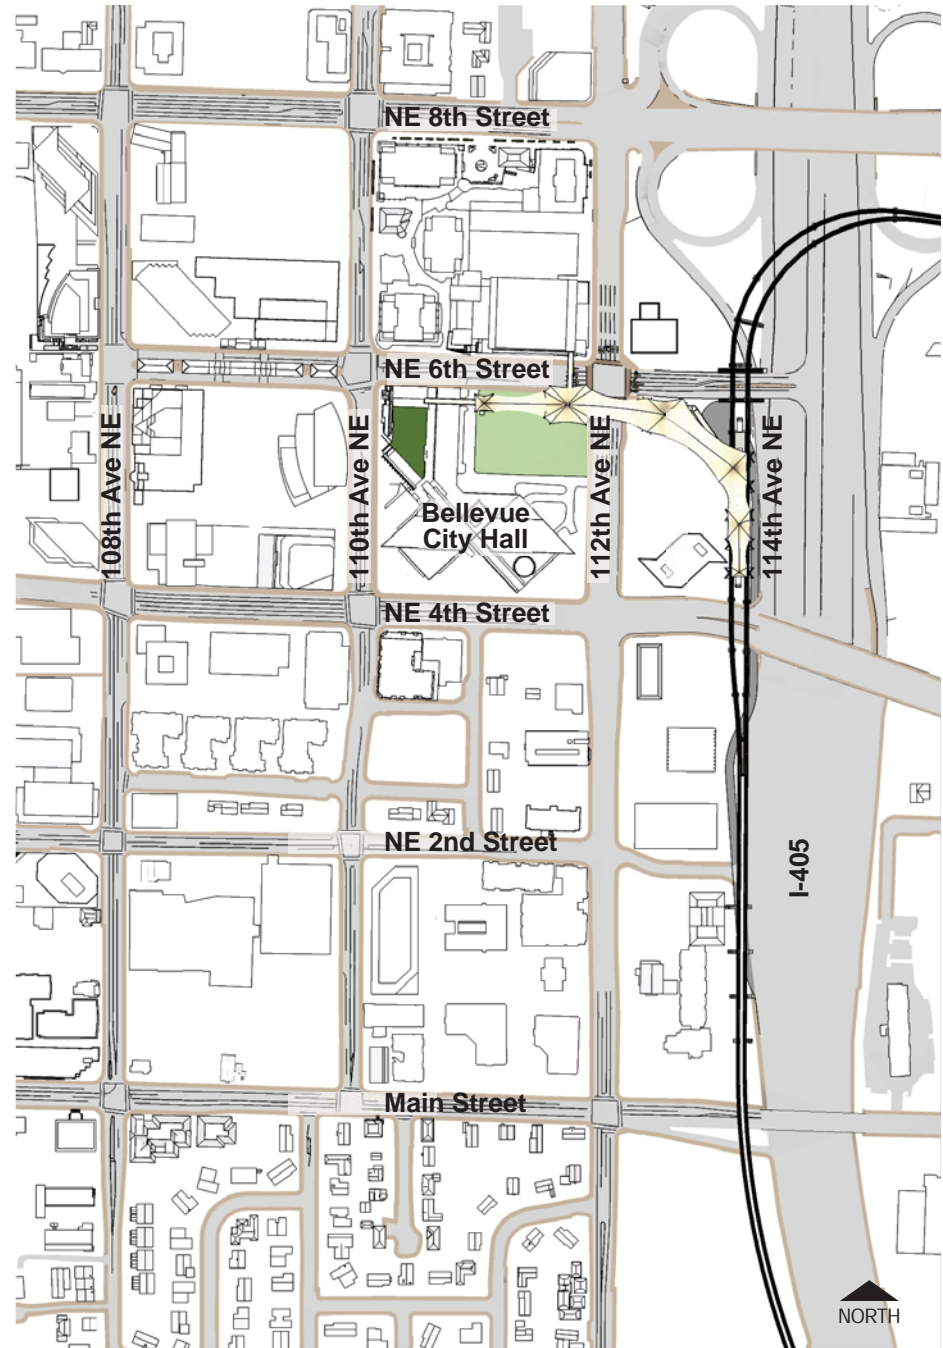 NE 8th Street
NE 6th Street
108th Ave NE
110th Ave NE
112th Ave NE
114th Ave NE
Bellevue
City Hall
NE 4th Street
NE 2nd Street
I-405
Main Street
NORTH